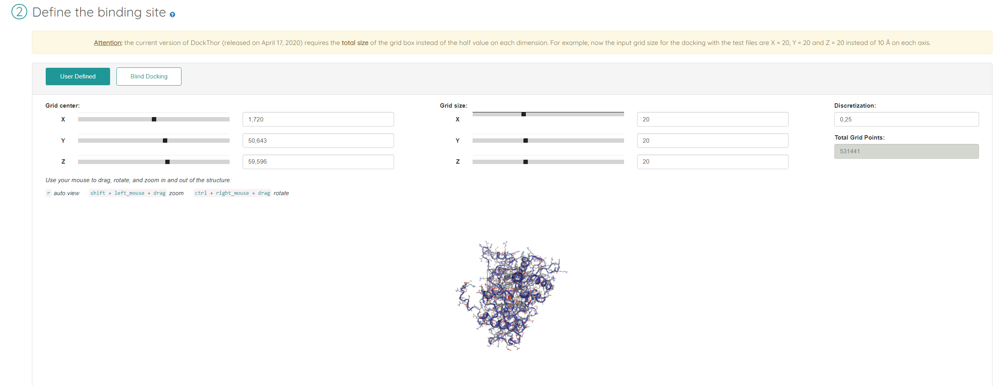 2 Define the binding site ?
Attention: the current version of DockThor (released on April 17, 2020) requires the total size of the grid box instead of the half value on each dimension. For example, now the input grid size for the docking with the test files are X = 20, Y = 20 and Z = 20 instead of 10 Å on each axis.
User Defined Blind Docking
Grid center: Grid size: Discretization:
X 1,720 X 20 0,25
Y 50,643 Y 20 Total Grid Points:
531441
Z 59,596 Z 20
Use your mouse to drag, rotate, and zoom in and out of the structure:
r auto view shift + left_mouse + drag zoom ctrl + right_mouse + drag rotate